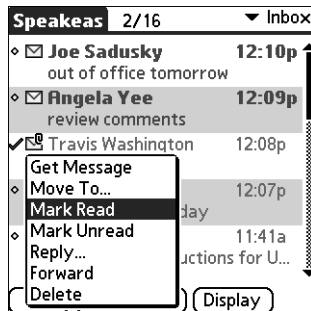 Speakeas 2/16 Inbox
Joe Sadusky 12:10p
out of office tomorrow
Angela Yee 12:09p
review comments
Travis Washington 12:08p
Get Message
Move To... 12:07p
Mark Read day
Mark Unread 11:41a
Reply... uctions for U...
Forward
Delete Display